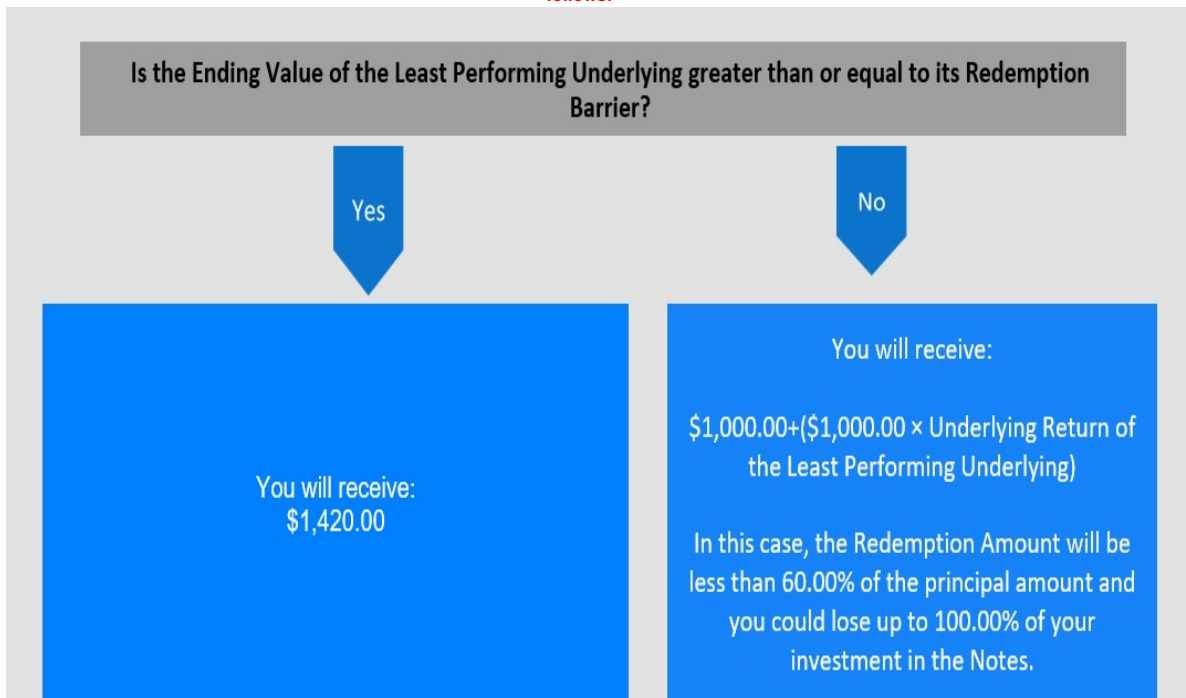 Is the Ending Value of the Least Performing Underlying greater than or equal to its Redemption
Barrier?
Yes
No
You will receive:
$1,420.00
You will receive:
$1,000.00+($1,000.00 × Underlying Return of
the Least Performing Underlying)
In this case, the Redemption Amount will be
less than 60.00% of the principal amount and
you could lose up to 100.00% of your
investment in the Notes.